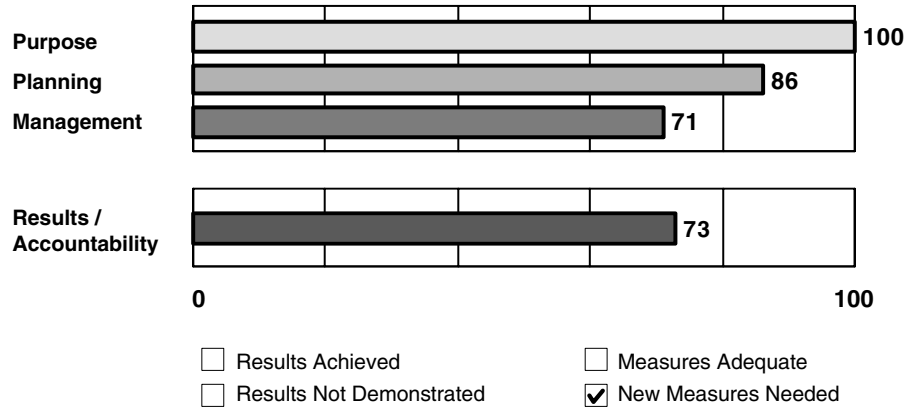 Purpose 100
Planning 86
Management 71
Results /
Accountability 73
0 100
Results Achieved Measures Adequate
Results Not Demonstrated New Measures Needed